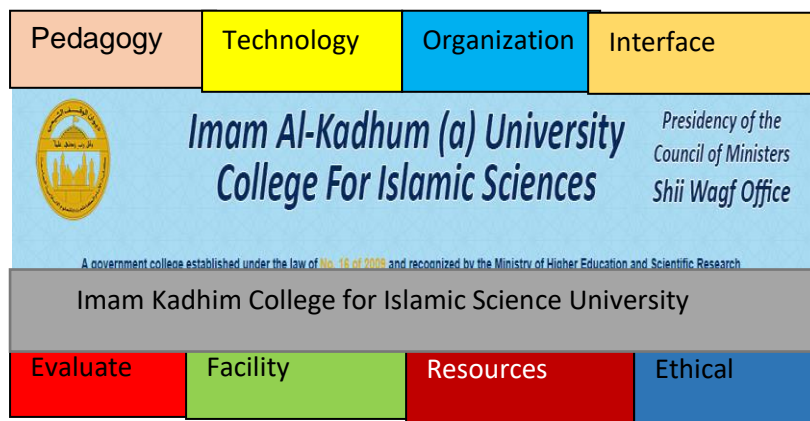 Pedagogy
Technology
Organization
Interface
Imam Al-Kadhum (a) University
College For Islamic Sciences
Presidency of the
Council of Ministers
Shii Wagf Office
A government college established under the law of No. 16 of 2009 and recognized by the Ministry of Higher Education and Scientific Research
Imam Kadhim College for Islamic Science University
Evaluate
Facility
Resources
Ethical